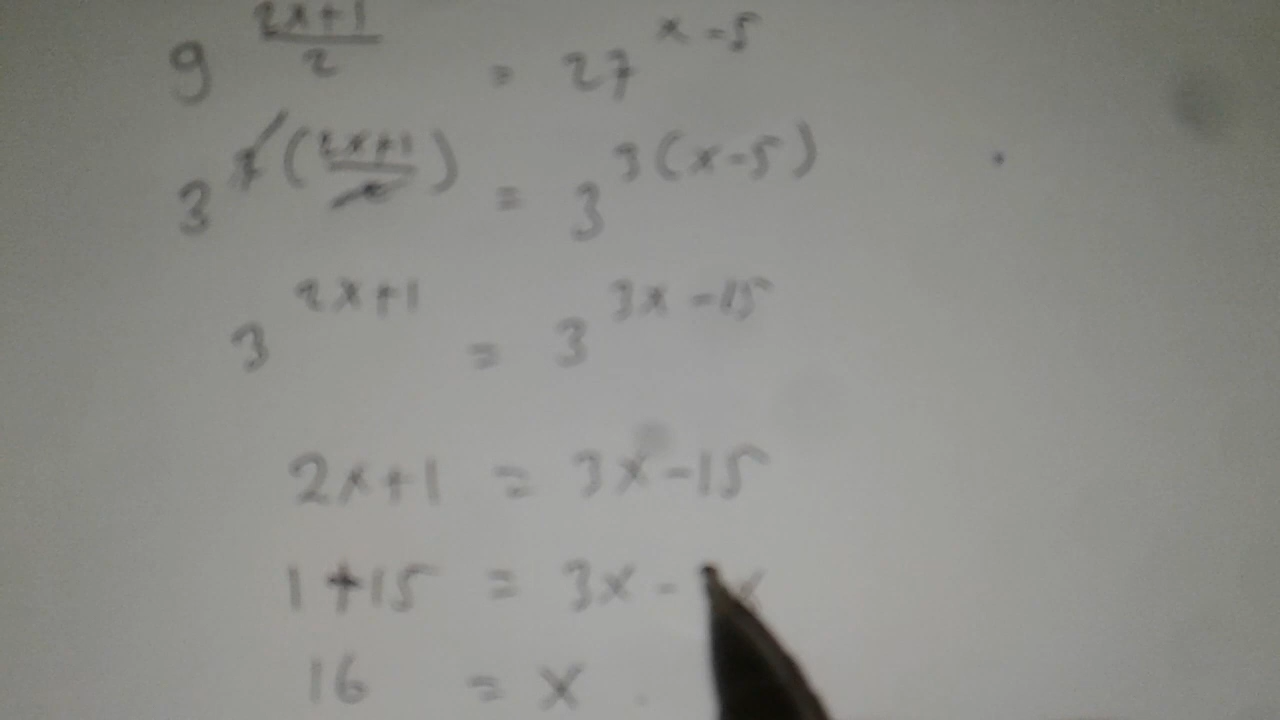 9^((2x+1)/2) = 27^(x-5)
3^(2((2x+1)/2)) = 3^(3(x-5))
3^(2x+1) = 3^(3x-15)
2x+1 = 3x-15
1+15 = 3x - x
16 = x